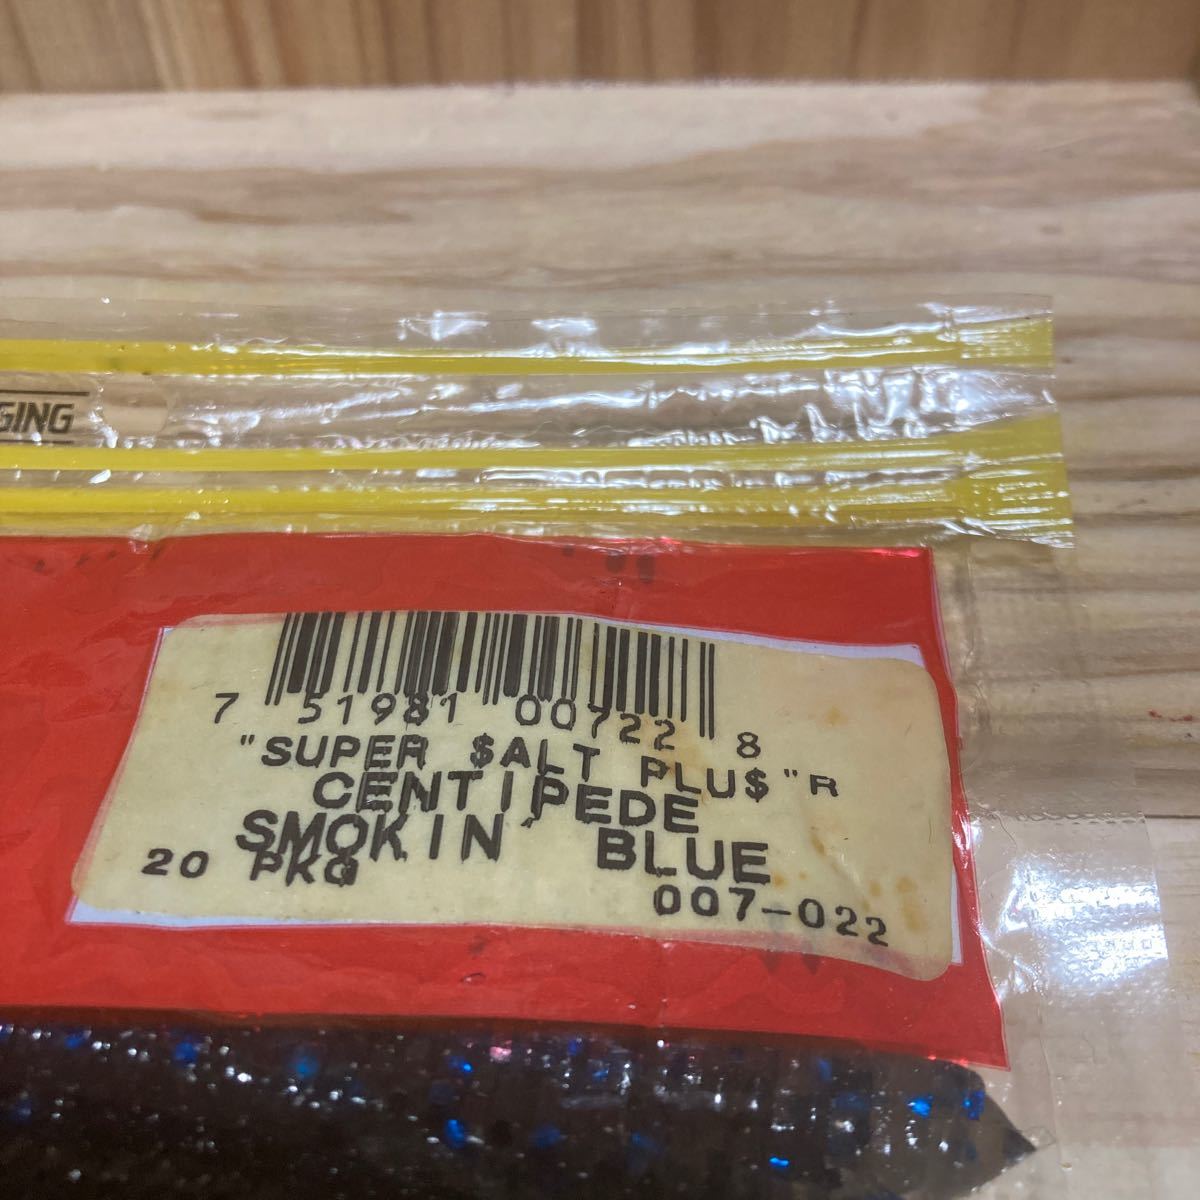 GING
7 51981 00722 8
"SUPER $ALT PLU$"R
CENTIPEDE
SMOKIN' BLUE
20 PKG
007-022